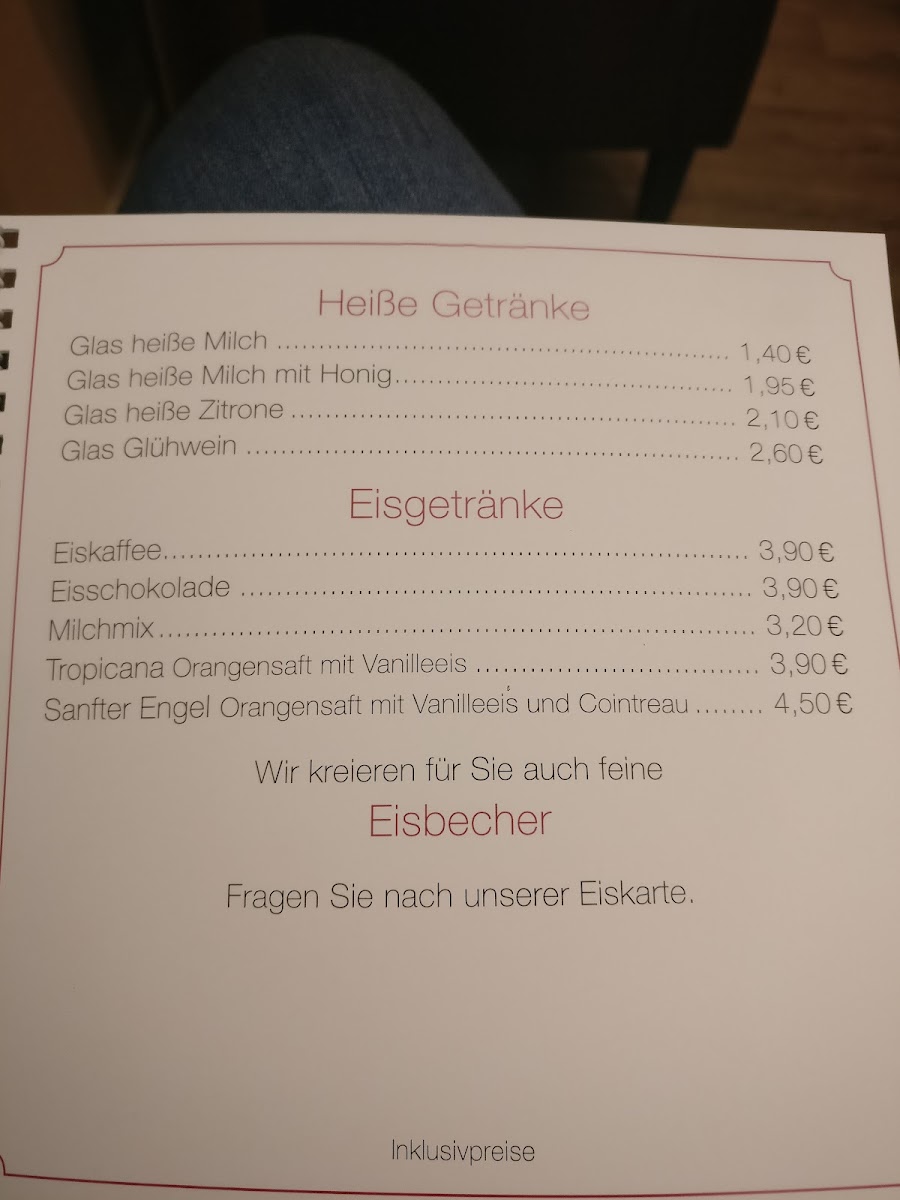 Heiße Getränke
Glas heiße Milch ........................................................ 1,40 €
Glas heiße Milch mit Honig.......................................... 1,95 €
Glas heiße Zitrone ...................................................... 2,10 €
Glas Glühwein ............................................................ 2,60 €
Eisgetränke
Eiskaffee..................................................................... 3,90 €
Eisschokolade ............................................................ 3,90 €
Milchmix...................................................................... 3,20 €
Tropicana Orangensaft mit Vanilleeis ................................ 3,90 €
Sanfter Engel Orangensaft mit Vanilleeis und Cointreau ........ 4,50 €
Wir kreieren für Sie auch feine
Eisbecher
Fragen Sie nach unserer Eiskarte.
Inklusivpreise